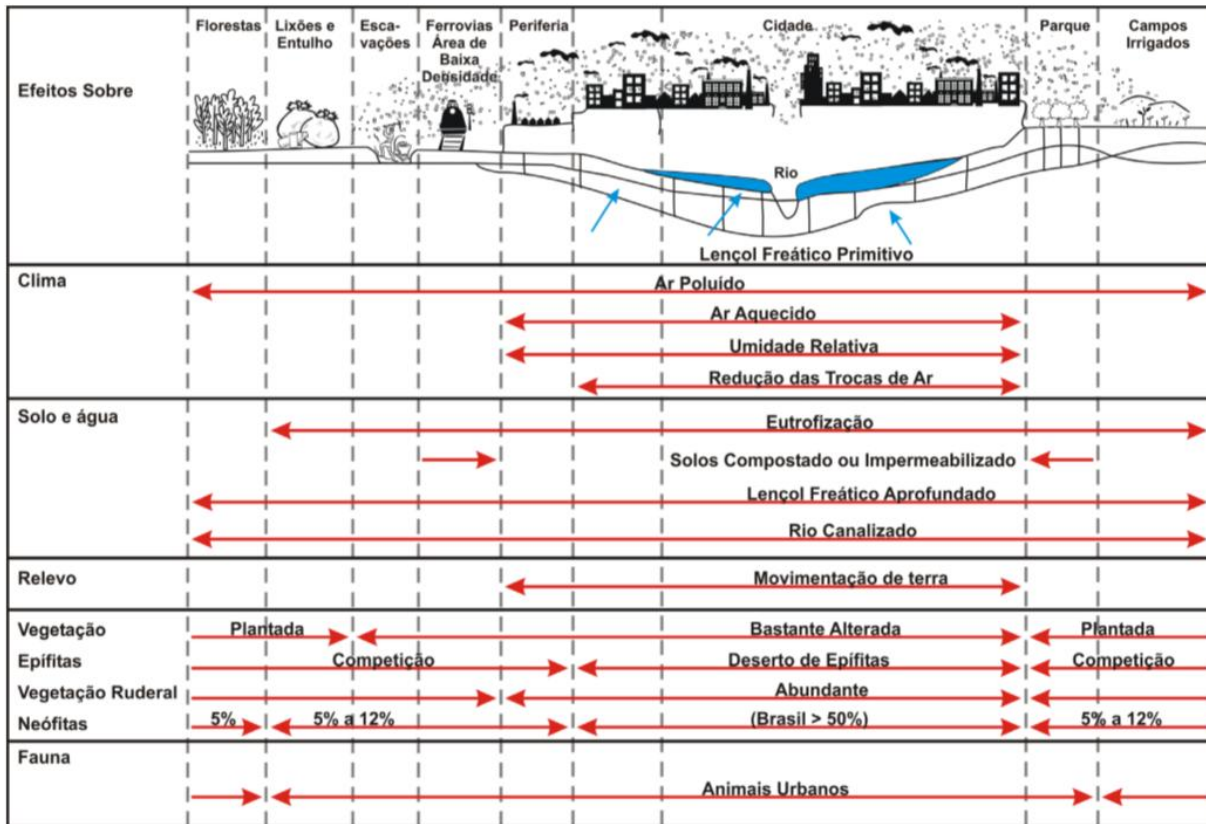 Florestas
Lixões e
Entulho
Esca-
vações
Ferrovias
Área de
Baixa
Densidade
Periferia
Cidade
Parque
Campos
Irrigados
Efeitos Sobre
Rio
Lençol Freático Primitivo
Clima
Ar Poluído
Ar Aquecido
Umidade Relativa
Redução das Trocas de Ar
Solo e água
Eutrofização
Solos Compostado ou Impermeabilizado
Lençol Freático Aprofundado
Rio Canalizado
Relevo
Movimentação de terra
Vegetação Plantada Bastante Alterada Plantada
Epífitas Competição Deserto de Epífitas Competição
Vegetação Ruderal Abundante
Neófitas 5% 5% a 12% (Brasil > 50%) 5% a 12%
Fauna
Animais Urbanos